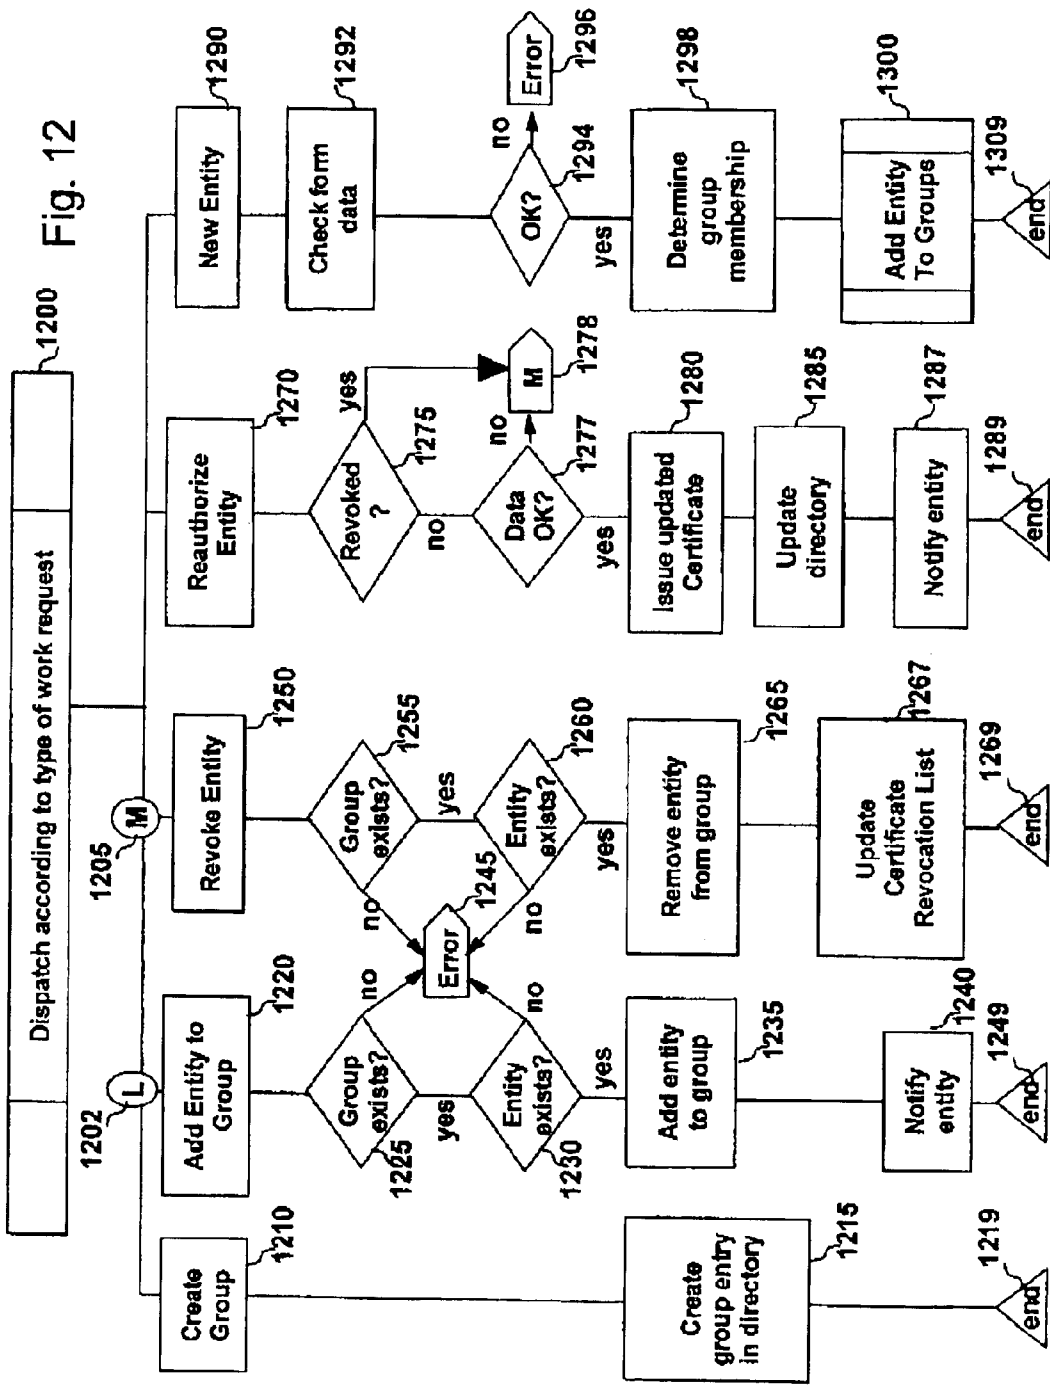 Fig. 12
Dispatch according to type of work request
1200
1202
L
1205
M
Create
Group
1210
Create
group entry
in directory
1215
end
1219
Add Entity to
Group
1220
Group
exists?
1225
no
yes
Entity
exists?
1230
no
yes
Error
1245
Add entity
to group
1235
Notify
entity
1240
end
1249
Revoke Entity
1250
Group
exists?
1255
no
yes
Entity
exists?
1260
no
yes
Remove entity
from group
1265
Update
Certificate
Revocation List
1267
end
1269
Reauthorize
Entity
1270
Revoked
?
1275
yes
no
Data
OK?
1277
no
M
1278
yes
Issue updated
Certificate
1280
Update
directory
1285
Notify entity
1287
end
1289
New Entity
1290
Check form
data
1292
OK?
1294
no
Error
1296
yes
Determine
group
membership
1298
Add Entity
To Groups
1300
end
1309